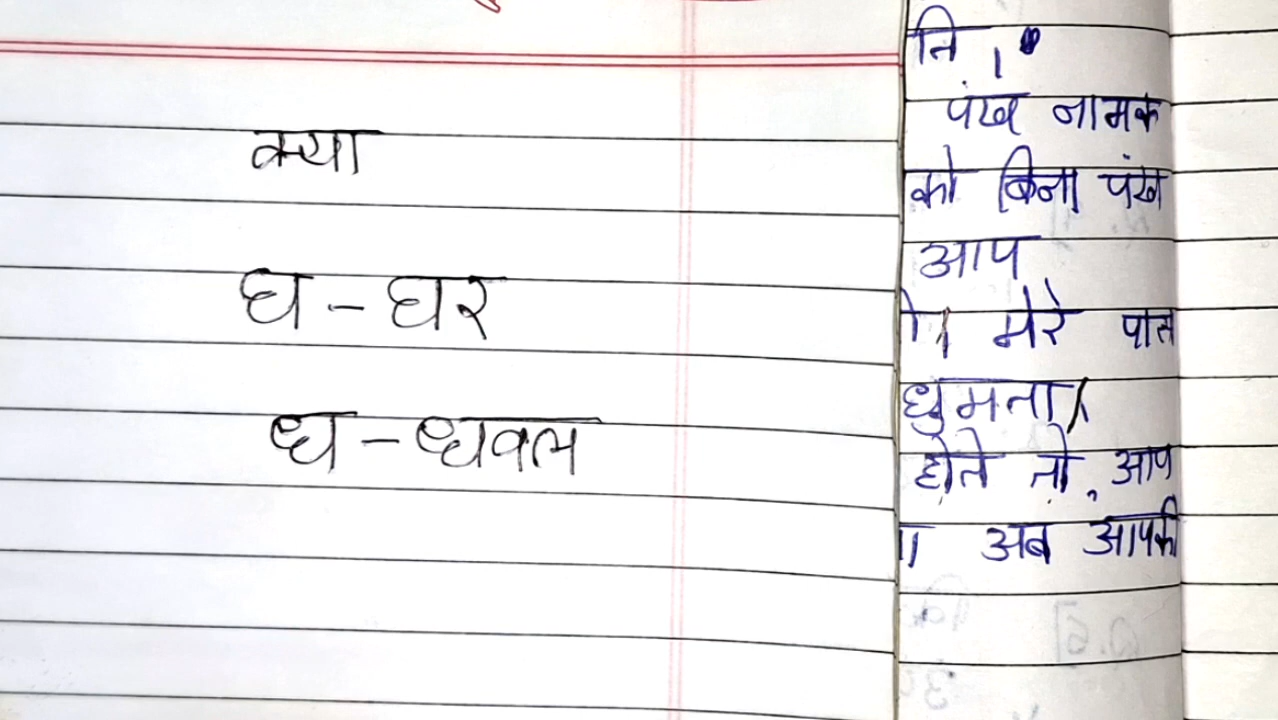 क्या
घ - घर
ध - धवल
नि ।
पंख नामक
को बिना पंख
आप
मेरे पास
धुमता
होते तो, आप
अब आपकी